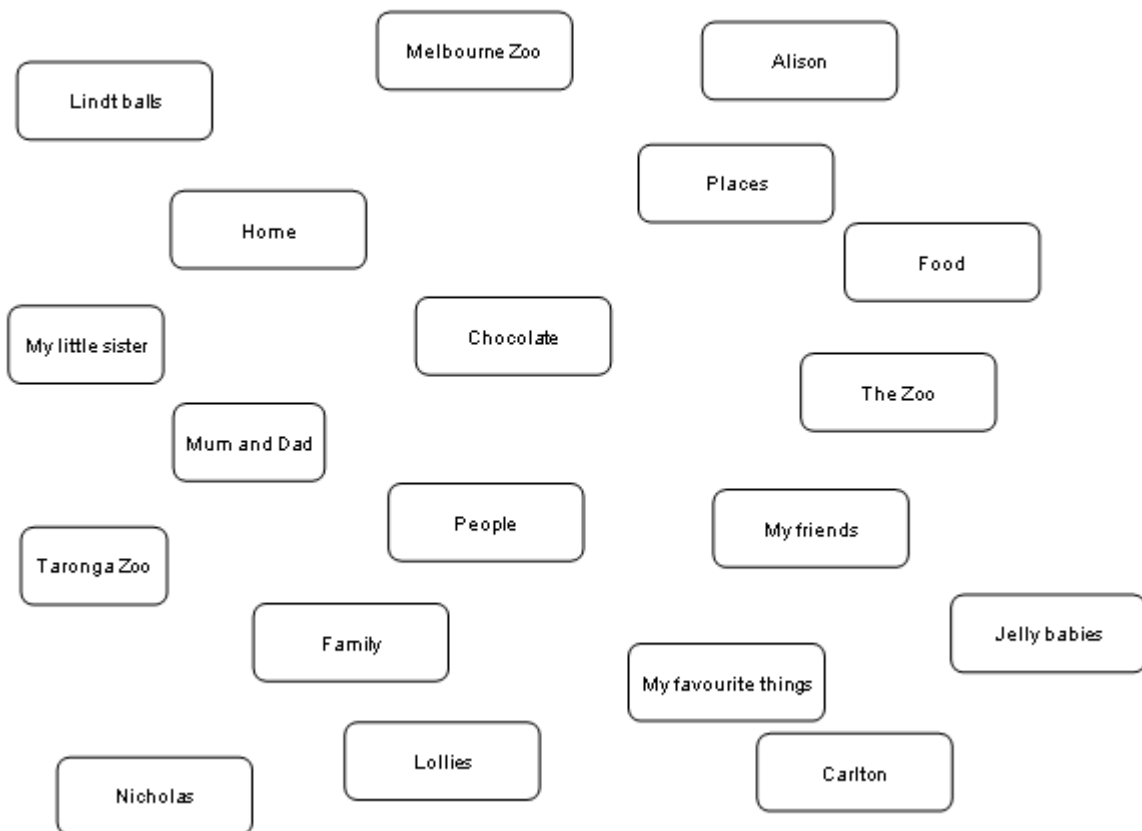 Melbourne Zoo
Alison
Lindt balls
Places
Home
Food
Chocolate
My little sister
The Zoo
Mum and Dad
People
My friends
Taronga Zoo
Jelly babies
Family
My favourite things
Lollies
Carlton
Nicholas